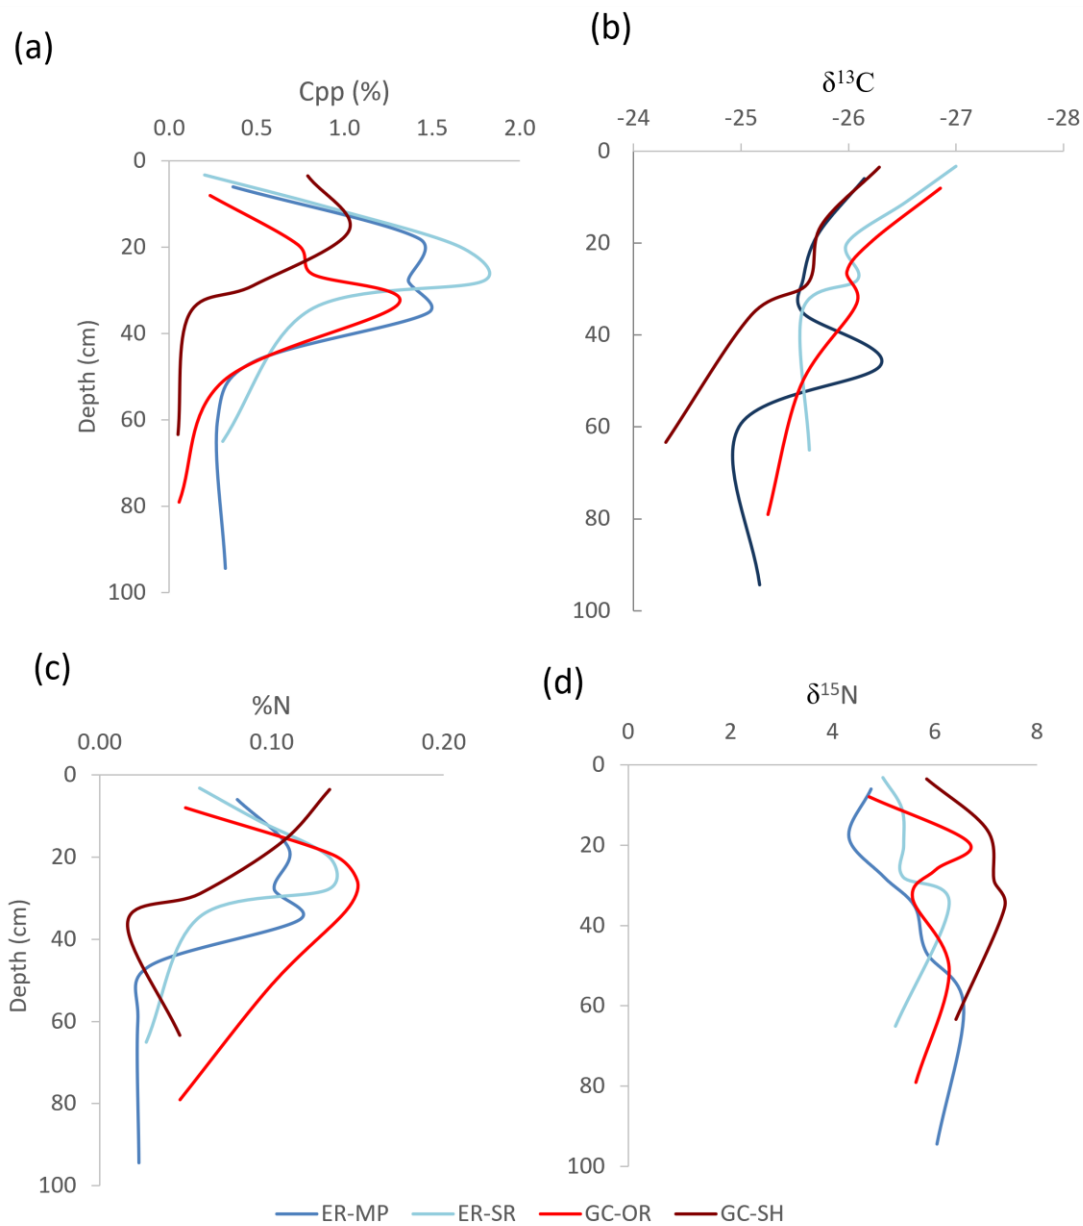 (a)
Cpp (%)
0.0 0.5 1.0 1.5 2.0
0
20
40
60
80
100
Depth (cm)
(b)
δ¹³C
-24 -25 -26 -27 -28
0
20
40
60
80
100
(c)
%N
0.00 0.10 0.20
0
20
40
60
80
100
Depth (cm)
(d)
δ¹⁵N
0 2 4 6 8
0
20
40
60
80
100
ER-MP ER-SR GC-OR GC-SH